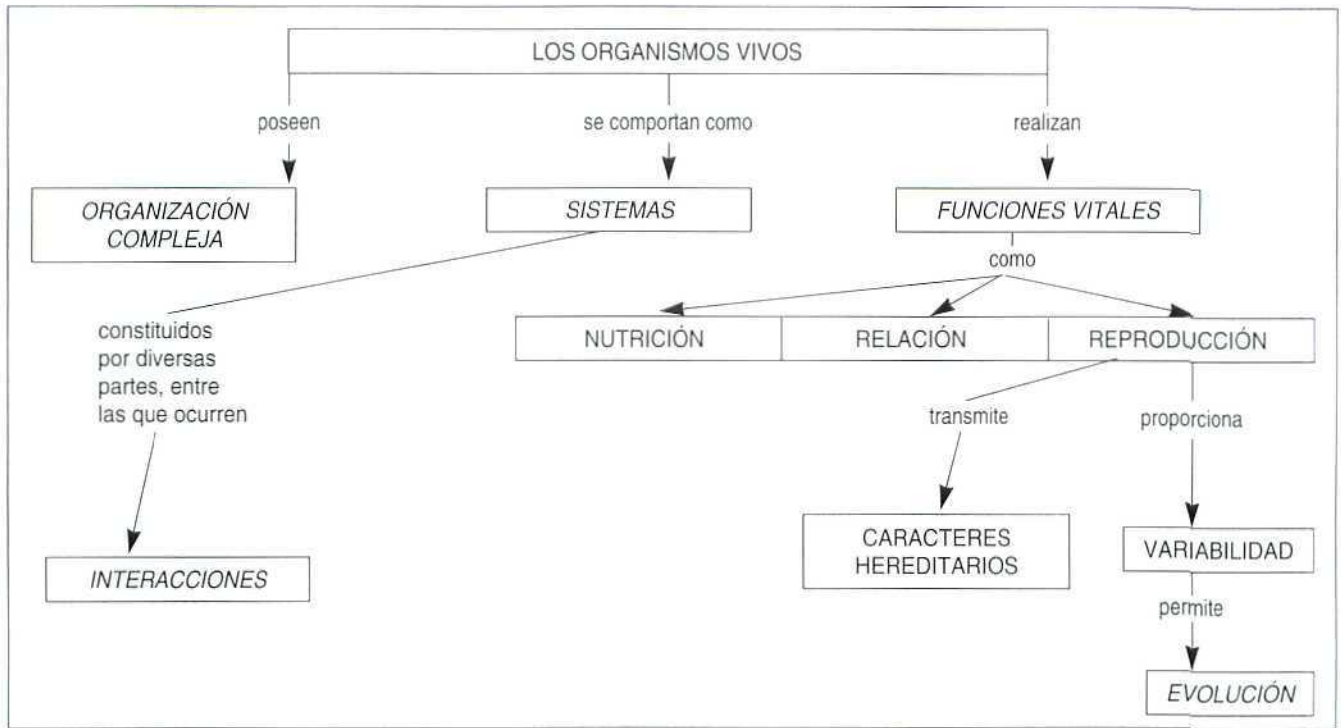 LOS ORGANISMOS VIVOS
poseen
se comportan como
realizan
ORGANIZACIÓN
COMPLEJA
SISTEMAS
FUNCIONES VITALES
como
constituidos
por diversas
partes, entre
las que ocurren
NUTRICIÓN
RELACIÓN
REPRODUCCIÓN
transmite
proporciona
INTERACCIONES
CARACTERES
HEREDITARIOS
VARIABILIDAD
permite
EVOLUCIÓN